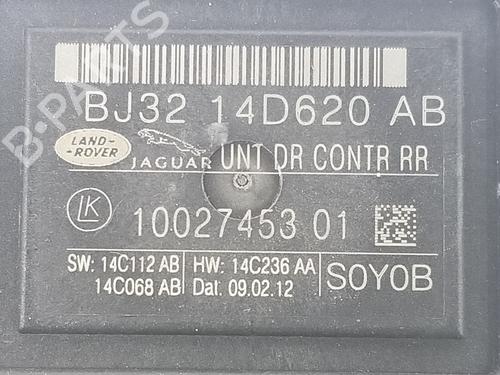 BJ32 14D620 AB
LAND-ROVER
JAGUAR UNT DR CONTR RR
LK 10027453 01
SW: 14C112 AB
14C068 AB
HW: 14C236 AA
Dat: 09.02.12
S0Y0B
B-PARTS